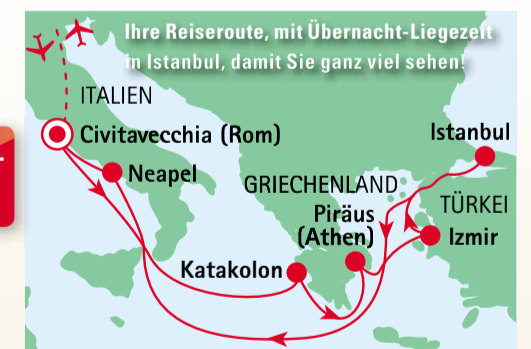 Ihre Reiseroute, mit Übernacht-Liegezeit
in Istanbul, damit Sie ganz viel sehen!
ITALIEN
Civitavecchia (Rom)
Istanbul
Neapel
GRIECHENLAND
TÜRKEI
Piräus
(Athen)
Izmir
Katakolon